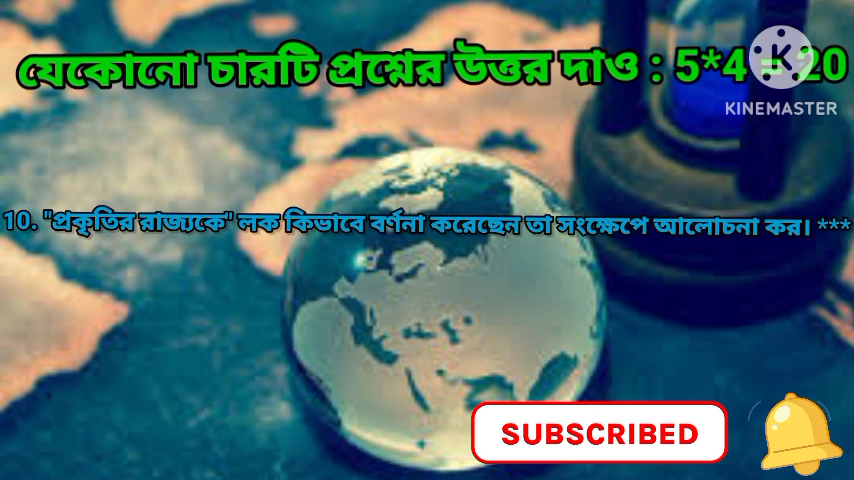 যেকোনো চারটি প্রশ্নের উত্তর দাও : 5*4 = 20
KINEMASTER
10. "প্রকৃতির রাজ্যকে" লক কিভাবে বর্ণনা করেছেন তা সংক্ষেপে আলোচনা কর। ***
SUBSCRIBED